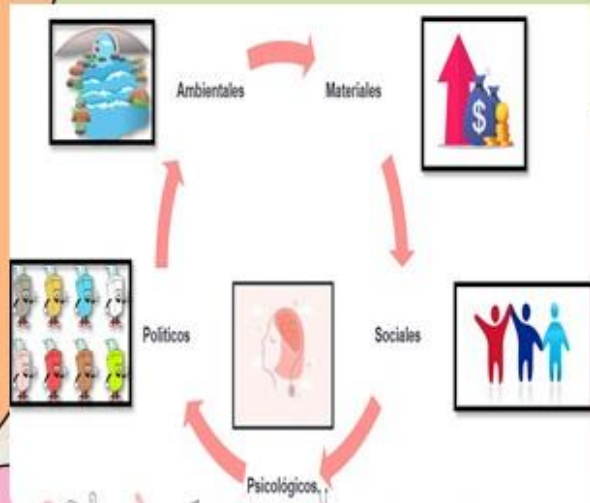 Ambientales
Materiales
$
Políticos
Sociales
Psicológicos.